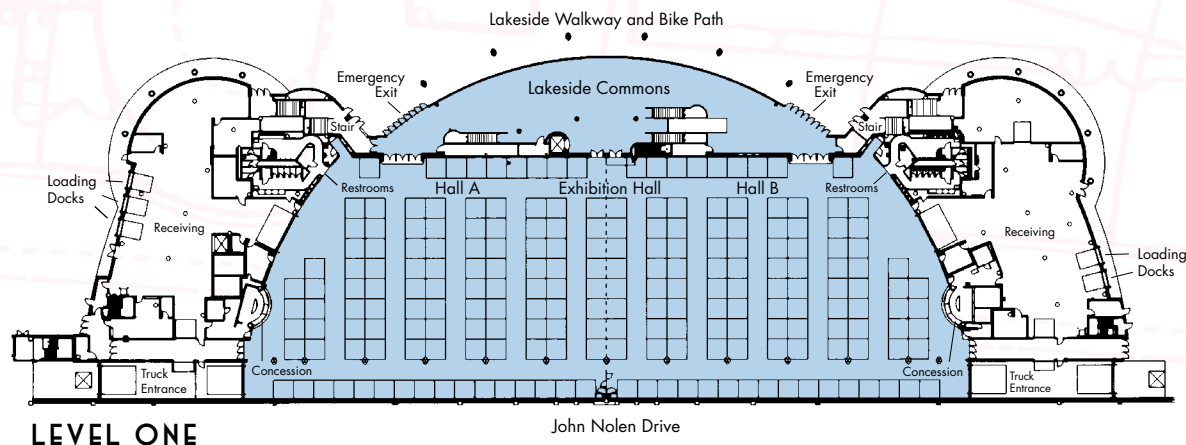 Lakeside Walkway and Bike Path
Emergency
Exit
Lakeside Commons
Emergency
Exit
Stair
Stair
Loading
Docks
Restrooms
Hall A
Exhibition Hall
Hall B
Restrooms
Receiving
Receiving
Loading
Docks
Concession
Truck
Entrance
Concession
Truck
Entrance
John Nolen Drive
LEVEL ONE